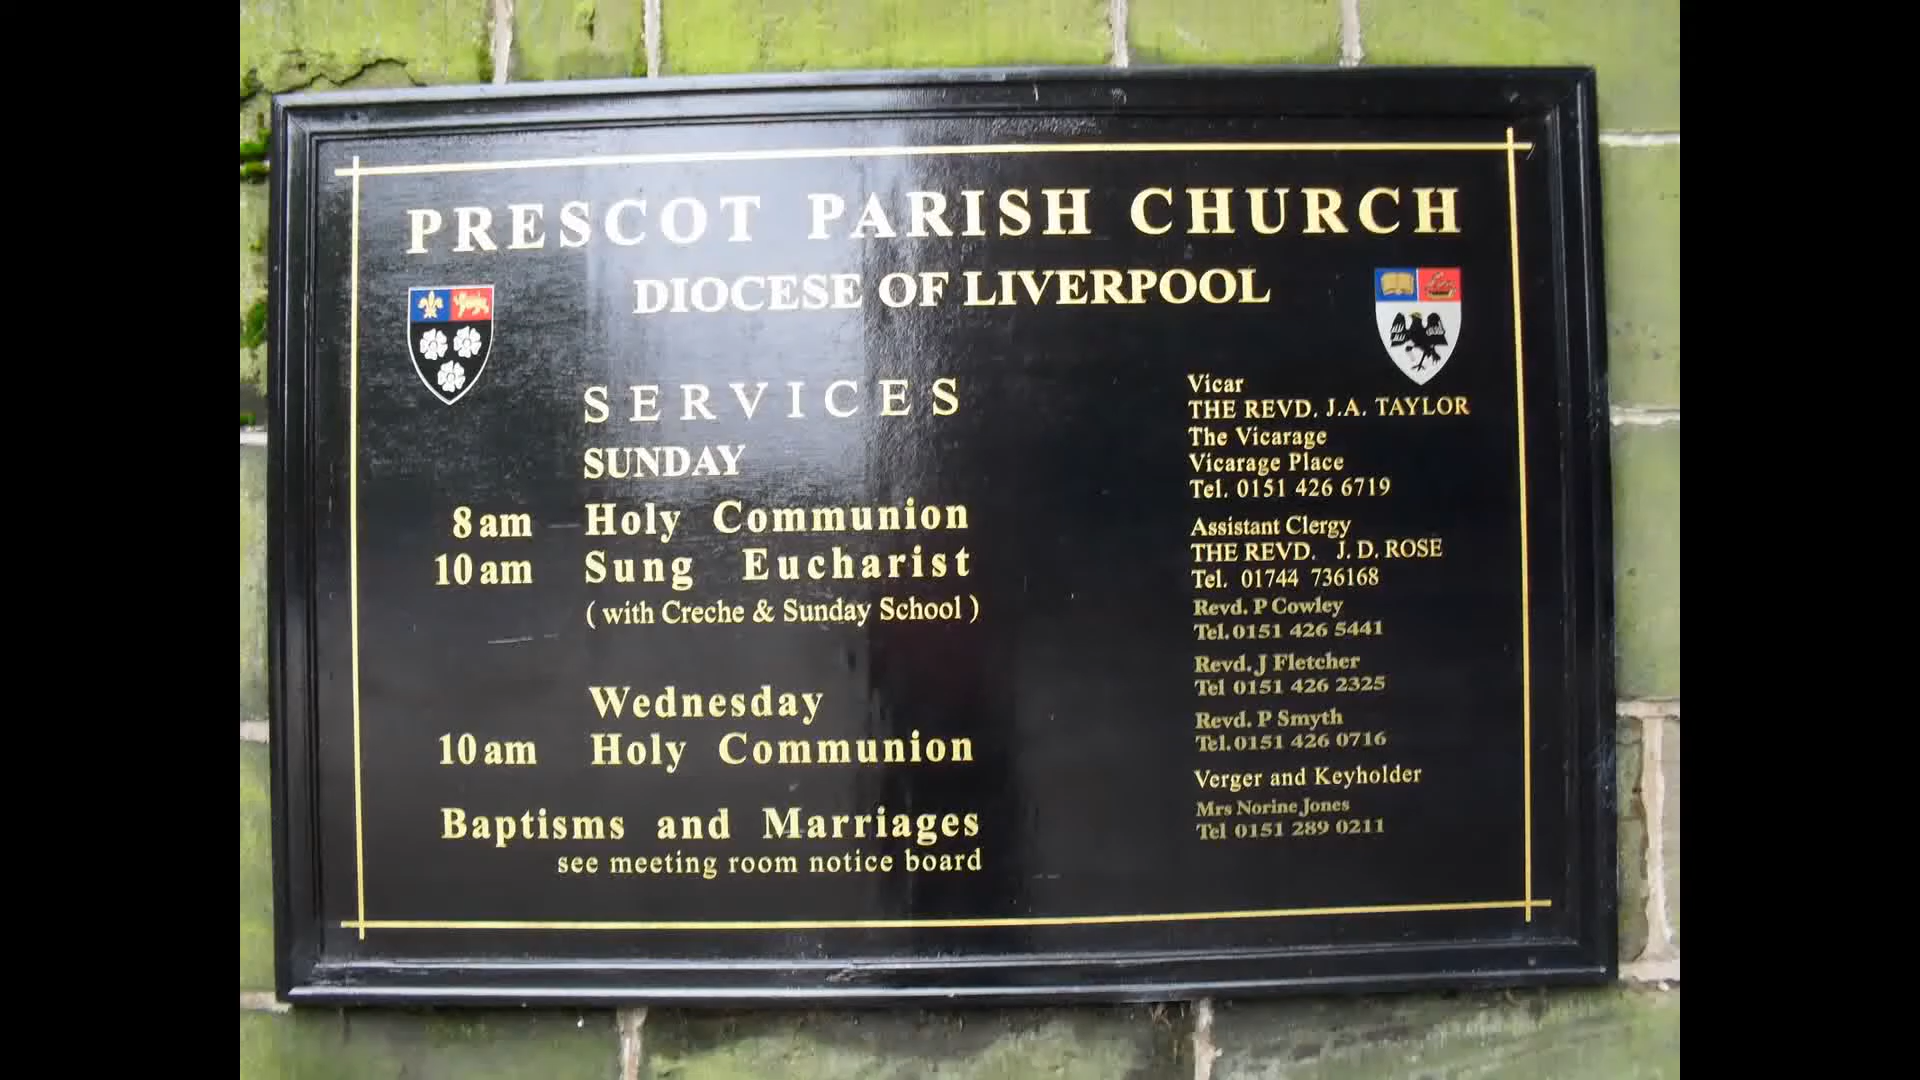 PRESCOT PARISH CHURCH
DIOCESE OF LIVERPOOL
SERVICES
SUNDAY
8 am Holy Communion
10 am Sung Eucharist
( with Creche & Sunday School )
Wednesday
10 am Holy Communion
Baptisms and Marriages
see meeting room notice board
Vicar
THE REVD. J.A. TAYLOR
The Vicarage
Vicarage Place
Tel. 0151 426 6719
Assistant Clergy
THE REVD. J. D. ROSE
Tel. 01744 736168
Revd. P Cowley
Tel. 0151 426 5441
Revd. J Fletcher
Tel 0151 426 2325
Revd. P Smyth
Tel. 0151 426 0716
Verger and Keyholder
Mrs Norine Jones
Tel 0151 289 0211